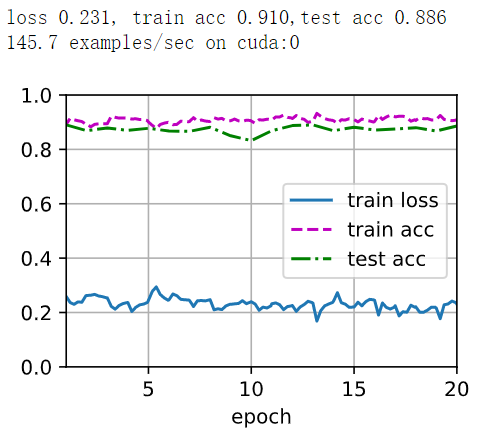 loss 0.231, train acc 0.910, test acc 0.886
145.7 examples/sec on cuda:0
1.0
0.8
0.6
0.4
0.2
0.0
train loss
train acc
test acc
5
10
15
20
epoch